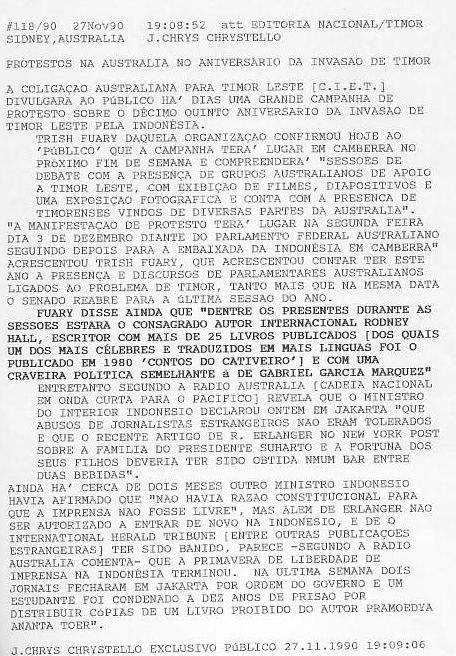 #118/90  27Nov90   19:08:52  att EDITORIA NACIONAL/TIMOR
SIDNEY,AUSTRALIA   J.CHRYS CHRYSTELLO
PROTESTOS NA AUSTRALIA NO ANIVERSARIO DA INVASAO DE TIMOR
A COLIGAÇAO AUSTRALIANA PARA TIMOR LESTE [C.I.E.T.]
DIVULGARA AO PÚBLICO HA' DIAS UMA GRANDE CAMPANHA DE
PROTESTO SOBRE O DÉCIMO QUINTO ANIVERSARIO DA INVASAO DE
TIMOR LESTE PELA INDONÉSIA.
TRISH FUARY DAQUELA ORGANIZAÇAO CONFIRMOU HOJE AO
'PÚBLICO' QUE A CAMPANHA TERA' LUGAR EM CAMBERRA NO
PRÓXIMO FIM DE SEMANA E COMPREENDERA' "SESSOES DE
DEBATE COM A PRESENÇA DE GRUPOS AUSTRALIANOS DE APOIO
A TIMOR LESTE, COM EXIBIÇAO DE FILMES, DIAPOSITIVOS E
UMA EXPOSIÇAO FOTOGRAFICA E CONTA COM A PRESENCA DE
TIMORENSES VINDOS DE DIVERSAS PARTES DA AUSTRALIA".
"A MANIFESTAÇAO DE PROTESTO TERA' LUGAR NA SEGUNDA FEIRA
DIA 3 DE DEZEMBRO DIANTE DO PARLAMENTO FEDERAL AUSTRALIANO
SEGUINDO DEPOIS PARA A EMBAIXADA DA INDONÉSIA EM CAMBERRA"
ACRESCENTOU TRISH FUARY, QUE ACRESCENTOU CONTAR TER ESTE
ANO A PRESENÇA E DISCURSOS DE PARLAMENTARES AUSTRALIANOS
LIGADOS AO PROBLEMA DE TIMOR, TANTO MAIS QUE NA MESMA DATA
O SENADO REABRE PARA A ÚLTIMA SESSAO DO ANO.
FUARY DISSE AINDA QUE "DENTRE OS PRESENTES DURANTE AS
SESSOES ESTARA O CONSAGRADO AUTOR INTERNACIONAL RODNEY
HALL, ESCRITOR COM MAIS DE 25 LIVROS PUBLICADOS [DOS QUAIS
UM DOS MAIS CÉLEBRES E TRADUZIDOS EM MAIS LINGUAS FOI O
PUBLICADO EM 1980 'CONTOS DO CATIVEIRO'] E COM UMA
CRAVEIRA POLITICA SEMELHANTE à DE GABRIEL GARCIA MARQUEZ"
ENTRETANTO SEGUNDO A RADIO AUSTRALIA [CADEIA NACIONAL
EM ONDA CURTA PARA O PACIFICO] REVELA QUE O MINISTRO
DO INTERIOR INDONESIO DECLAROU ONTEM EM JAKARTA "QUE
ABUSOS DE JORNALISTAS ESTRANGEIROS NAO ERAM TOLERADOS
E QUE O RECENTE ARTIGO DE R. ERLANGER NO NEW YORK POST
SOBRE A FAMILIA DO PRESIDENTE SUHARTO E A FORTUNA DOS
SEUS FILHOS DEVERIA TER SIDO OBTIDA NMUM BAR ENTRE
DUAS BEBIDAS".
AINDA HA' CERCA DE DOIS MESES OUTRO MINISTRO INDONESIO
HAVIA AFIRMADO QUE "NAO HAVIA RAZAO CONSTITUCIONAL PARA
QUE A IMPRENSA NAO FOSSE LIVRE", MAS ALEM DE ERLANGER NAO
SER AUTORIZADO A ENTRAR DE NOVO NA INDONESIO, E DE O
INTERNATIONAL HERALD TRIBUNE [ENTRE OUTRAS PUBLICAÇOES
ESTRANGEIRAS] TER SIDO BANIDO, PARECE -SEGUNDO A RADIO
AUSTRALIA COMENTA- QUE A PRIMAVERA DE LIBERDADE DE
IMPRENSA NA INDONÉSIA TERMINOU.  NA ULTIMA SEMANA DOIS
JORNAIS FECHARAM EM JAKARTA POR ORDEM DO GOVERNO E UM
ESTUDANTE FOI CONDENADO A DEZ ANOS DE PRISAO POR
DISTRIBUIR CÓPIAS DE UM LIVRO PROIBIDO DO AUTOR PRAMOEDYA
ANANTA TOER".
J.CHRYS CHRYSTELLO EXCLUSIVO PÚBLICO 27.11.1990 19:09:06